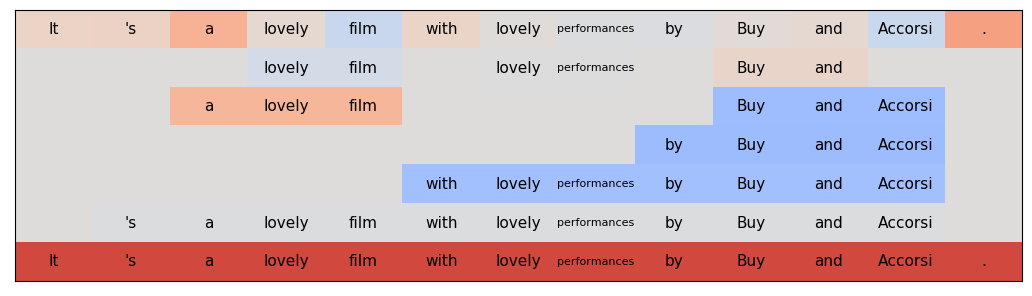 It 's a lovely film with lovely performances by Buy and Accorsi .
lovely film lovely performances Buy and
a lovely film Buy and Accorsi
by Buy and Accorsi
with lovely performances by Buy and Accorsi
's a lovely film with lovely performances by Buy and Accorsi
It 's a lovely film with lovely performances by Buy and Accorsi .